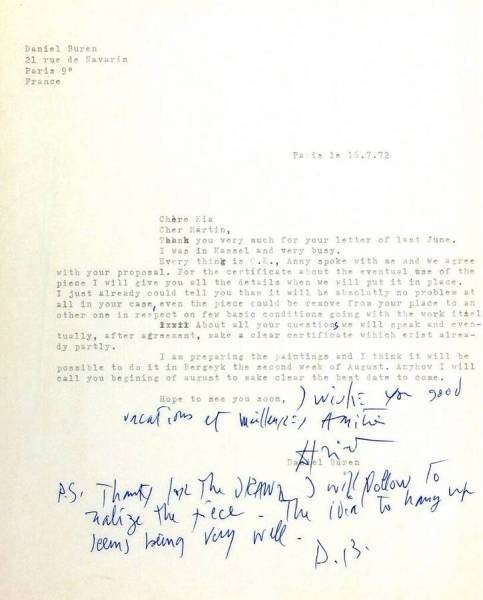 Daniel Buren
21 rue de Navarin
Paris 9°
France
Pa is le 16.7.72
Chère Mia
Cher Martin,
Thank you very much for your letter of last June.
I was in Kassel and very busy.
Every thing is O.K., Anny spoke with me and we agree
with your proposal. For the certificate about the eventual use of the
piece I will give you all the details when we will put it in place.
I just already could tell you than it will be absolutly no problem at
all in your case, even the piece could be remove from your place to an
other one in respect on few basic conditions going with the work itsel
About all your questions we will speak and even-
tually, after agreement, make a clear certificate which erist alrea-
dy partly.
I am preparing the paintings and I think it will be
possible to do it in Bergeyk the second week of August. Anyhow I will
call you begining of august to make clear the best date to come.
Hope to see you soon, I wish you good
vacations et meilleures Amitiés
Daniel Buren
P.S. Thanks for the I will follow to
the piece - The idea to hang up
seems being very well -
D.B.